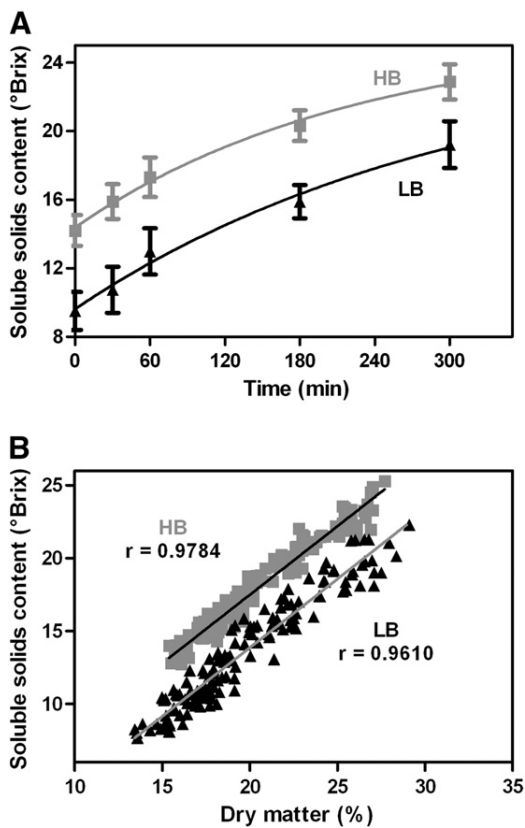 A
Solube solids content (°Brix)
24
20
16
12
8
HB
LB
0 60 120 180 240 300
Time (min)
B
Soluble solids content (°Brix)
25
20
15
10
HB
r = 0.9784
LB
r = 0.9610
10 15 20 25 30 35
Dry matter (%)